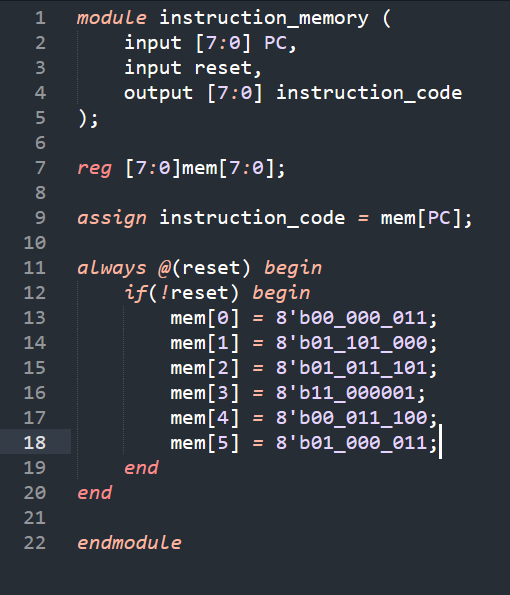 1 module instruction_memory (
2     input [7:0] PC,
3     input reset,
4     output [7:0] instruction_code
5 );
6
7 reg [7:0]mem[7:0];
8
9 assign instruction_code = mem[PC];
10
11 always @(reset) begin
12     if(!reset) begin
13         mem[0] = 8'b00_000_011;
14         mem[1] = 8'b01_101_000;
15         mem[2] = 8'b01_011_101;
16         mem[3] = 8'b11_000001;
17         mem[4] = 8'b00_011_100;
18         mem[5] = 8'b01_000_011;
19     end
20 end
21
22 endmodule